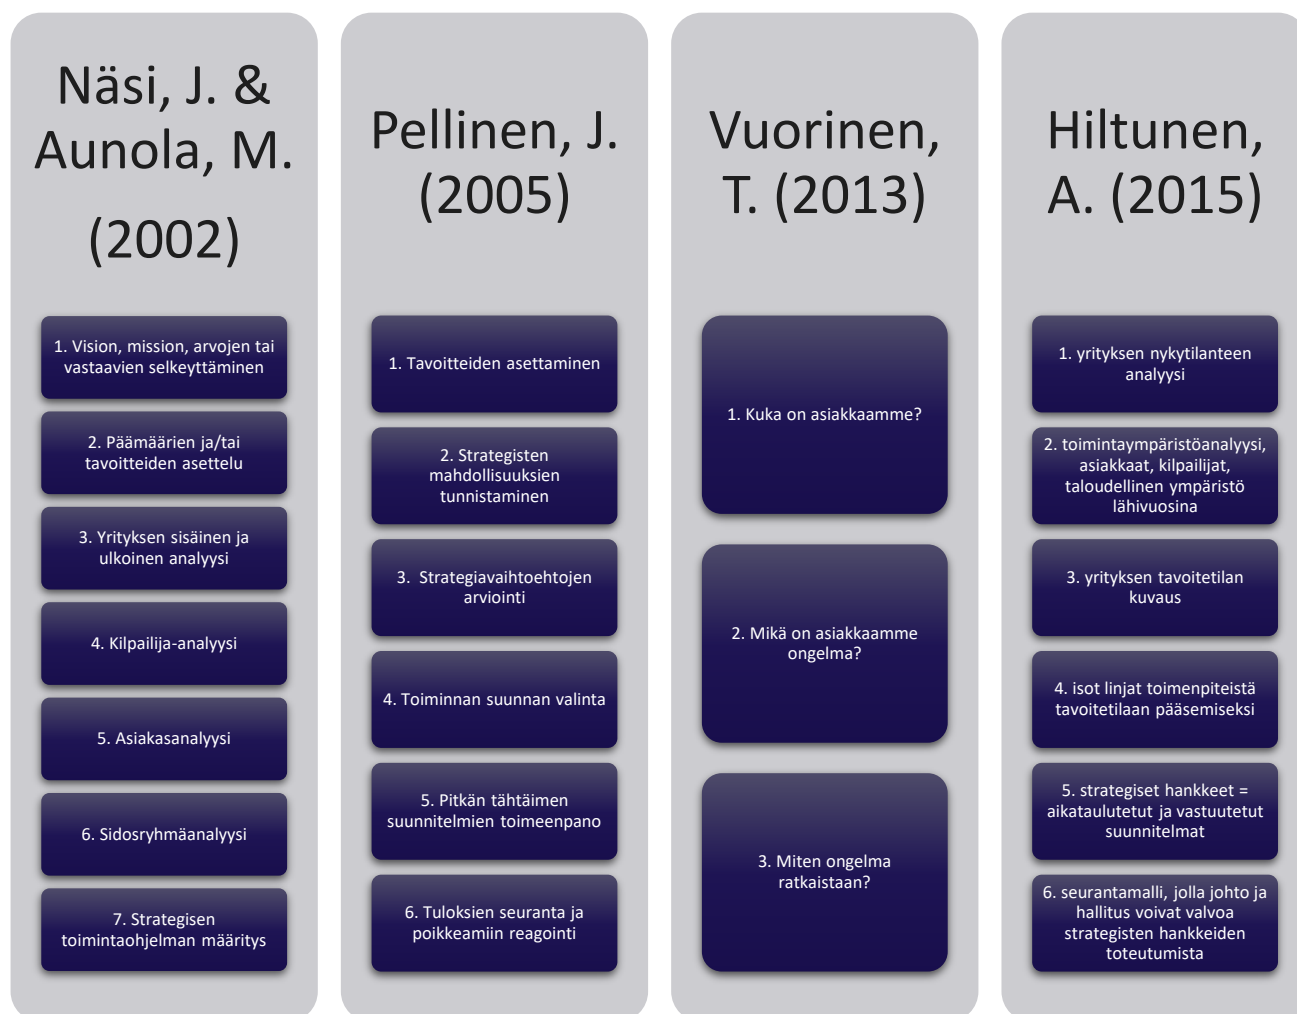 Näsi, J. &
Aunola, M.
(2002)
1. Vision, mission, arvojen tai
vastaavien selkeyttäminen
2. Päämäärien ja/tai
tavoitteiden asettelu
3. Yrityksen sisäinen ja
ulkoinen analyysi
4. Kilpailija-analyysi
5. Asiakasanalyysi
6. Sidosryhmäanalyysi
7. Strategisen
toimintaohjelman määritys
Pellinen, J.
(2005)
1. Tavoitteiden asettaminen
2. Strategisten
mahdollisuuksien
tunnistaminen
3. Strategiavaihtoehtojen
arviointi
4. Toiminnan suunnan valinta
5. Pitkän tähtäimen
suunnitelmien toimeenpano
6. Tuloksien seuranta ja
poikkeamiin reagointi
Vuorinen,
T. (2013)
1. Kuka on asiakkaamme?
2. Mikä on asiakkaamme
ongelma?
3. Miten ongelma
ratkaistaan?
Hiltunen,
A. (2015)
1. yrityksen nykytilanteen
analyysi
2. toimintaympäristöanalyysi,
asiakkaat, kilpailijat,
taloudellinen ympäristö
lähivuosina
3. yrityksen tavoitetilan
kuvaus
4. isot linjat toimenpiteistä
tavoitetilaan pääsemiseksi
5. strategiset hankkeet =
aikataulutetut ja vastuutetut
suunnitelmat
6. seurantamalli, jolla johto ja
hallitus voivat valvoa
strategisten hankkeiden
toteutumista